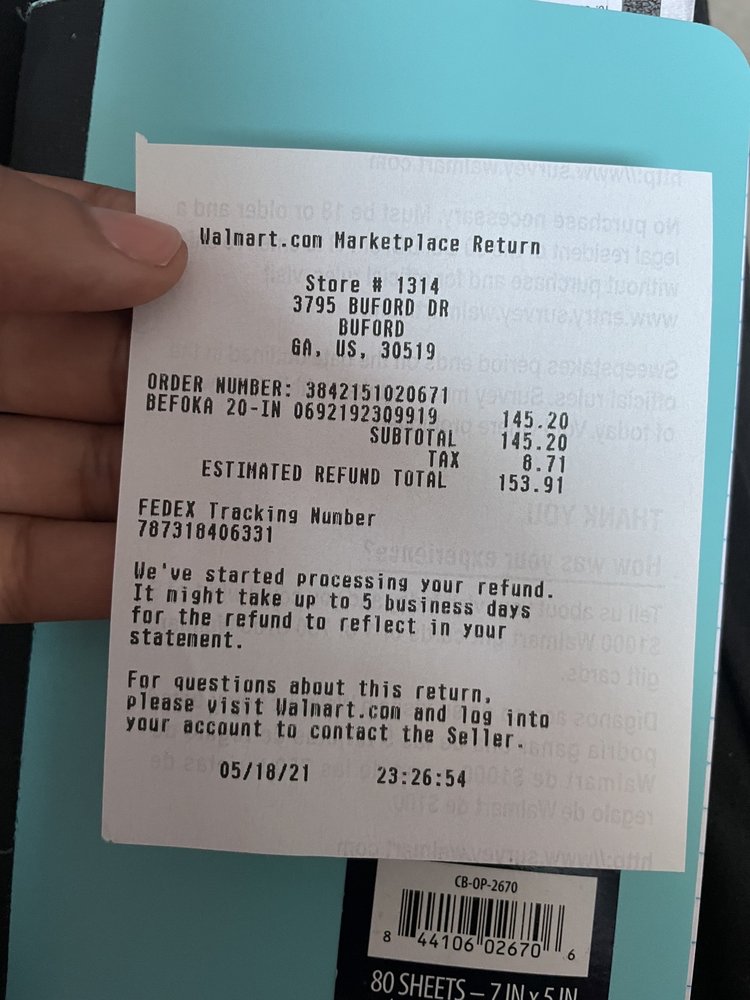 Walmart.com Marketplace Return
Store # 1314
3795 BUFORD DR
BUFORD
GA, US, 30519
ORDER NUMBER: 3842151020671
BEFOKA 20-IN 0692192309919 145.20
SUBTOTAL 145.20
TAX 8.71
ESTIMATED REFUND TOTAL 153.91
FEDEX Tracking Number
787318406331
We've started processing your refund.
It might take up to 5 business days
for the refund to reflect in your
statement.
For questions about this return,
please visit Walmart.com and log into
your account to contact the Seller.
05/18/21 23:26:54
CB-OP-2670
8 44106 02670 6
80 SHEETS – 7 IN x 5 IN